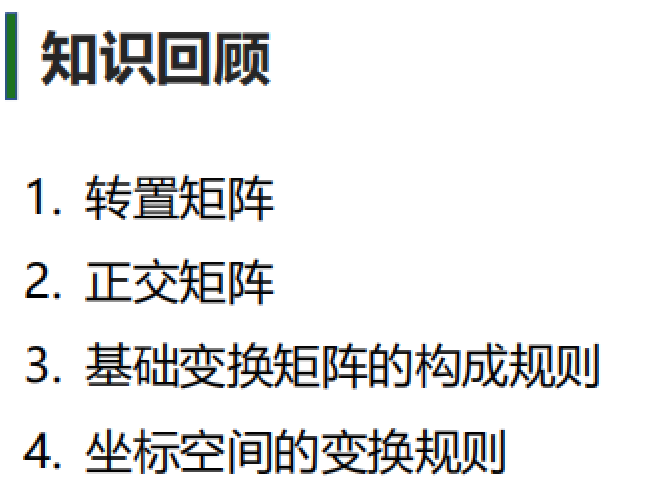 知识回顾
1. 转置矩阵
2. 正交矩阵
3. 基础变换矩阵的构成规则
4. 坐标空间的变换规则